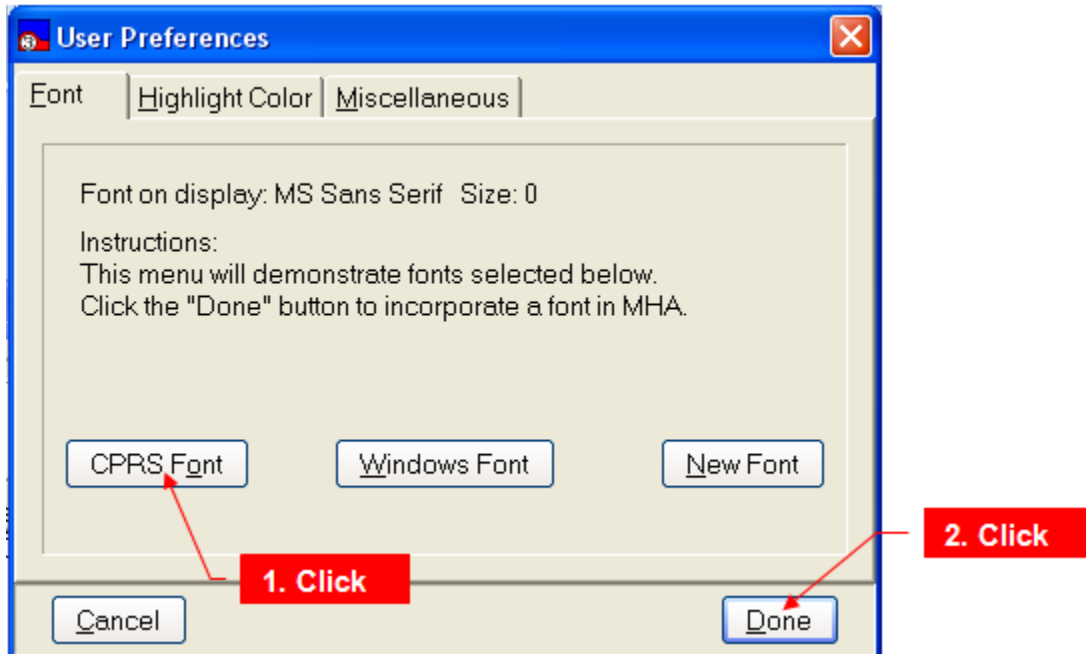 User Preferences
Font Highlight Color Miscellaneous
Font on display: MS Sans Serif Size: 0
Instructions:
This menu will demonstrate fonts selected below.
Click the "Done" button to incorporate a font in MHA.
CPRS Font Windows Font New Font
2. Click
1. Click
Cancel Done